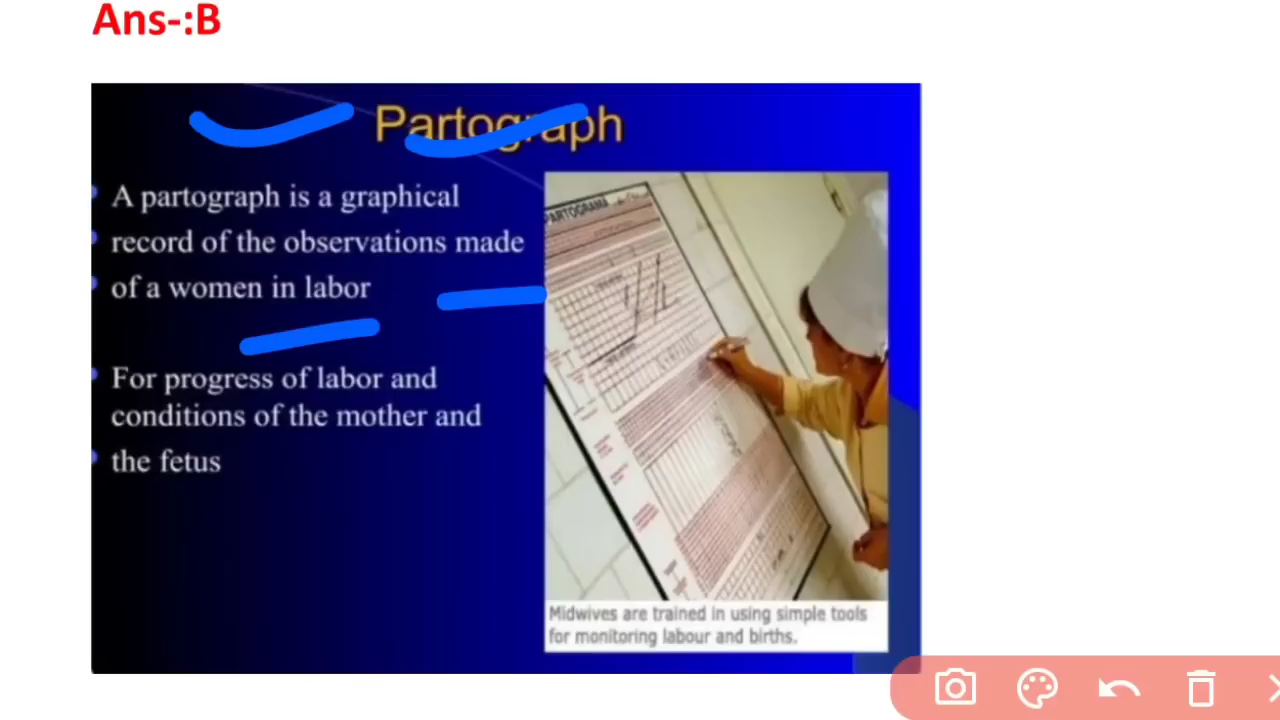 Ans-:B
Partograph
A partograph is a graphical
record of the observations made
of a women in labor
For progress of labor and
conditions of the mother and
the fetus
PARTOGRAMA
Midwives are trained in using simple tools
for monitoring labour and births.